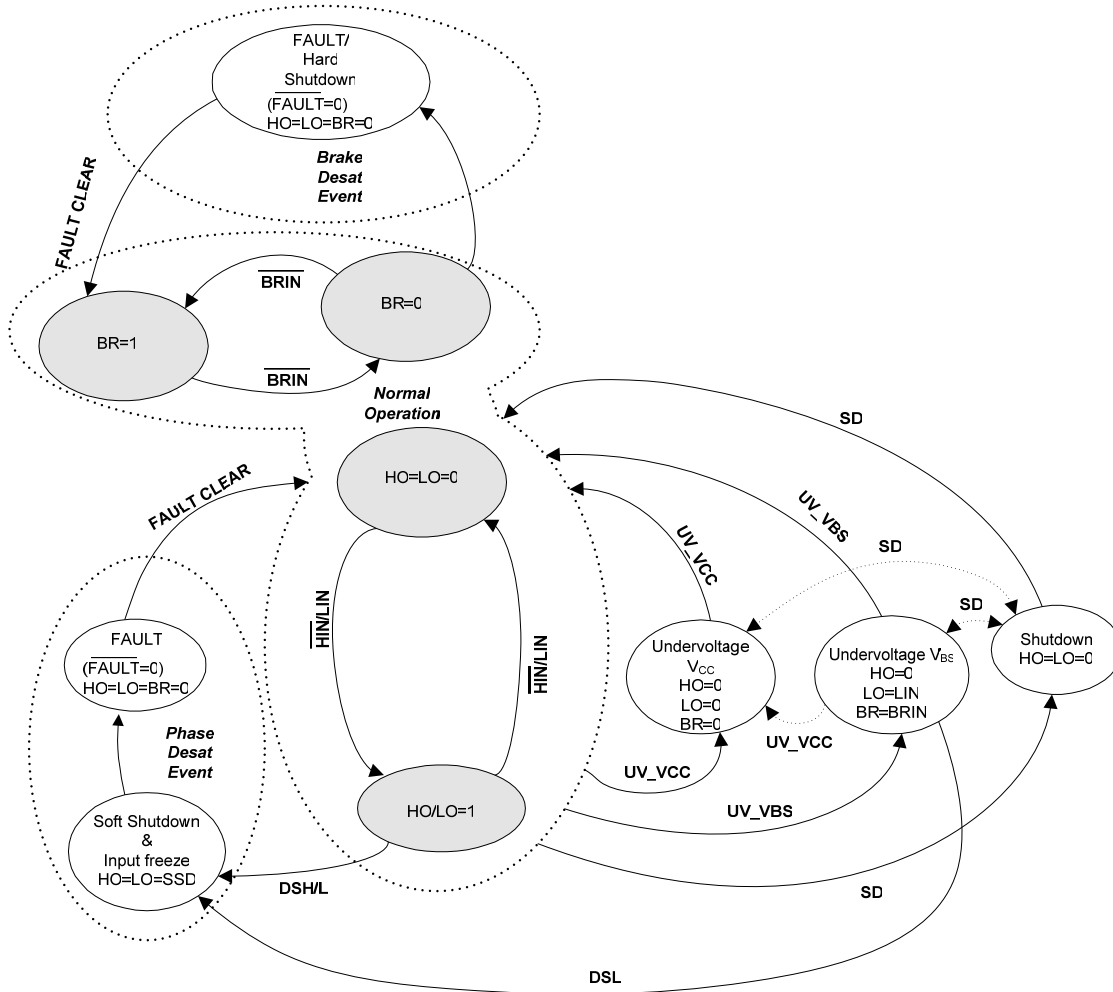 FAULT/
Hard
Shutdown
(FAULT=0)
HO=LO=BR=0
Brake
Desat
Event
FAULT CLEAR
BRIN
BR=0
BR=1
BRIN
Normal
Operation
SD
HO=LO=0
FAULT CLEAR
UV_VBS
UV_VCC
SD
SD
HIN/LIN
HIN/LIN
FAULT
(FAULT=0)
HO=LO=BR=0
Undervoltage
VCC
HO=0
LO=0
BR=0
Undervoltage VBS
HO=0
LO=LIN
BR=BRIN
Shutdown
HO=LO=0
Phase
Desat
Event
UV_VCC
UV_VCC
UV_VBS
HO/LO=1
Soft Shutdown
&
Input freeze
HO=LO=SSD
DSH/L
SD
DSL